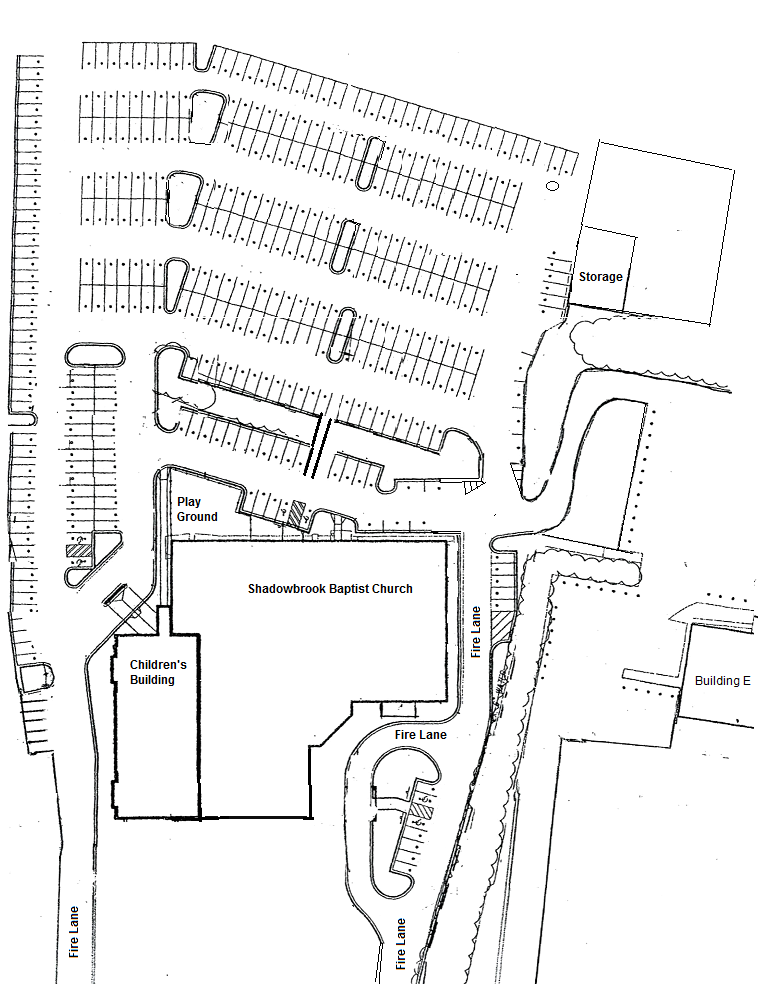 Storage
Play
Ground
Shadowbrook Baptist Church
Fire Lane
Children's
Building
Building E
Fire Lane
Fire Lane
Fire Lane